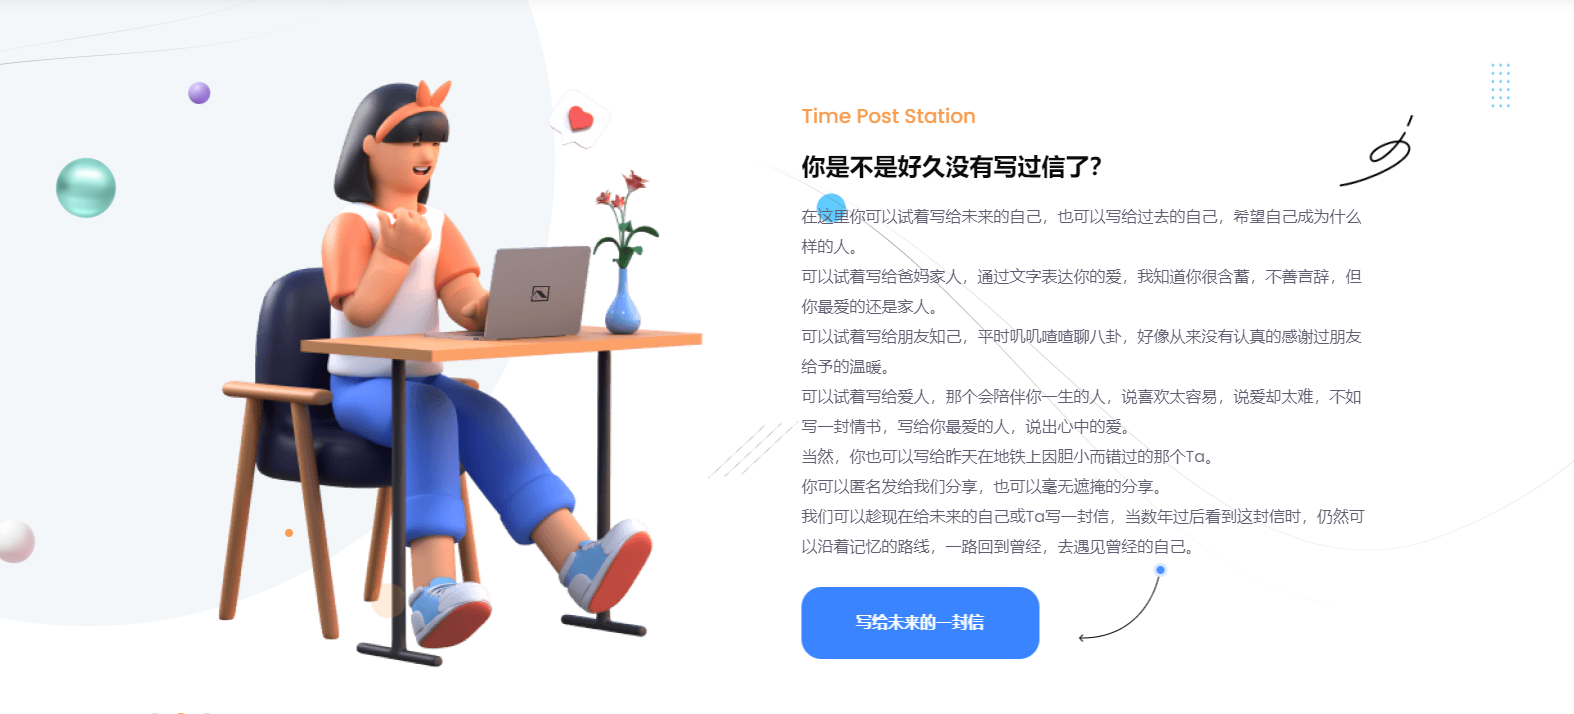 Time Post Station
你是不是好久没有写过信了？
在这里你可以试着写给未来的自己，也可以写给过去的自己，希望自己成为什么
样的人。
可以试着写给爸妈家人，通过文字表达你的爱，我知道你很含蓄，不善言辞，但
你最爱的还是家人。
可以试着写给朋友知己，平时叽叽喳喳聊八卦，好像从来没有认真的感谢过朋友
给予的温暖。
可以试着写给爱人，那个会陪伴你一生的人，说喜欢太容易，说爱却太难，不如
写一封情书，写给你最爱的人，说出心中的爱。
当然，你也可以写给昨天在地铁上因胆小而错过的那个Ta。
你可以匿名发给我们分享，也可以毫无遮掩的分享。
我们可以趁现在给未来的自己或Ta写一封信，当数年过后看到这封信时，仍然可
以沿着记忆的路线，一路回到曾经，去遇见曾经的自己。
写给未来的一封信